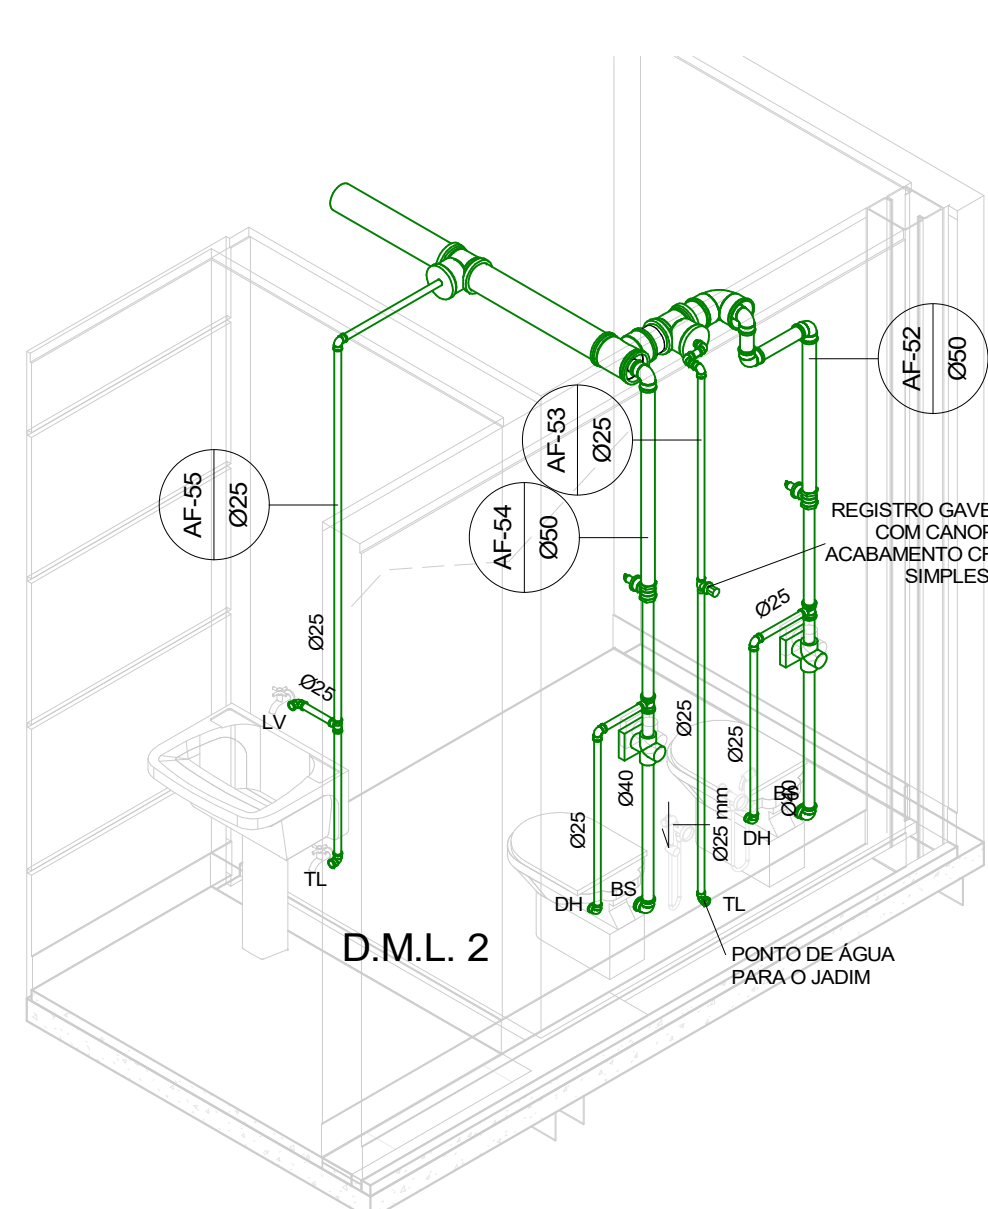 AF-52
Ø50
AF-53
Ø25
AF-55
Ø25
AF-54
Ø50
REGISTRO GAVE
COM CANOP
ACABAMENTO CR
SIMPLES
Ø25
Ø25
Ø25
LV
Ø25
Ø25
Ø40
Ø25
Ø25 mm
BS
DH
TL
DH
BS
TL
D.M.L. 2
PONTO DE ÁGUA
PARA O JADIM